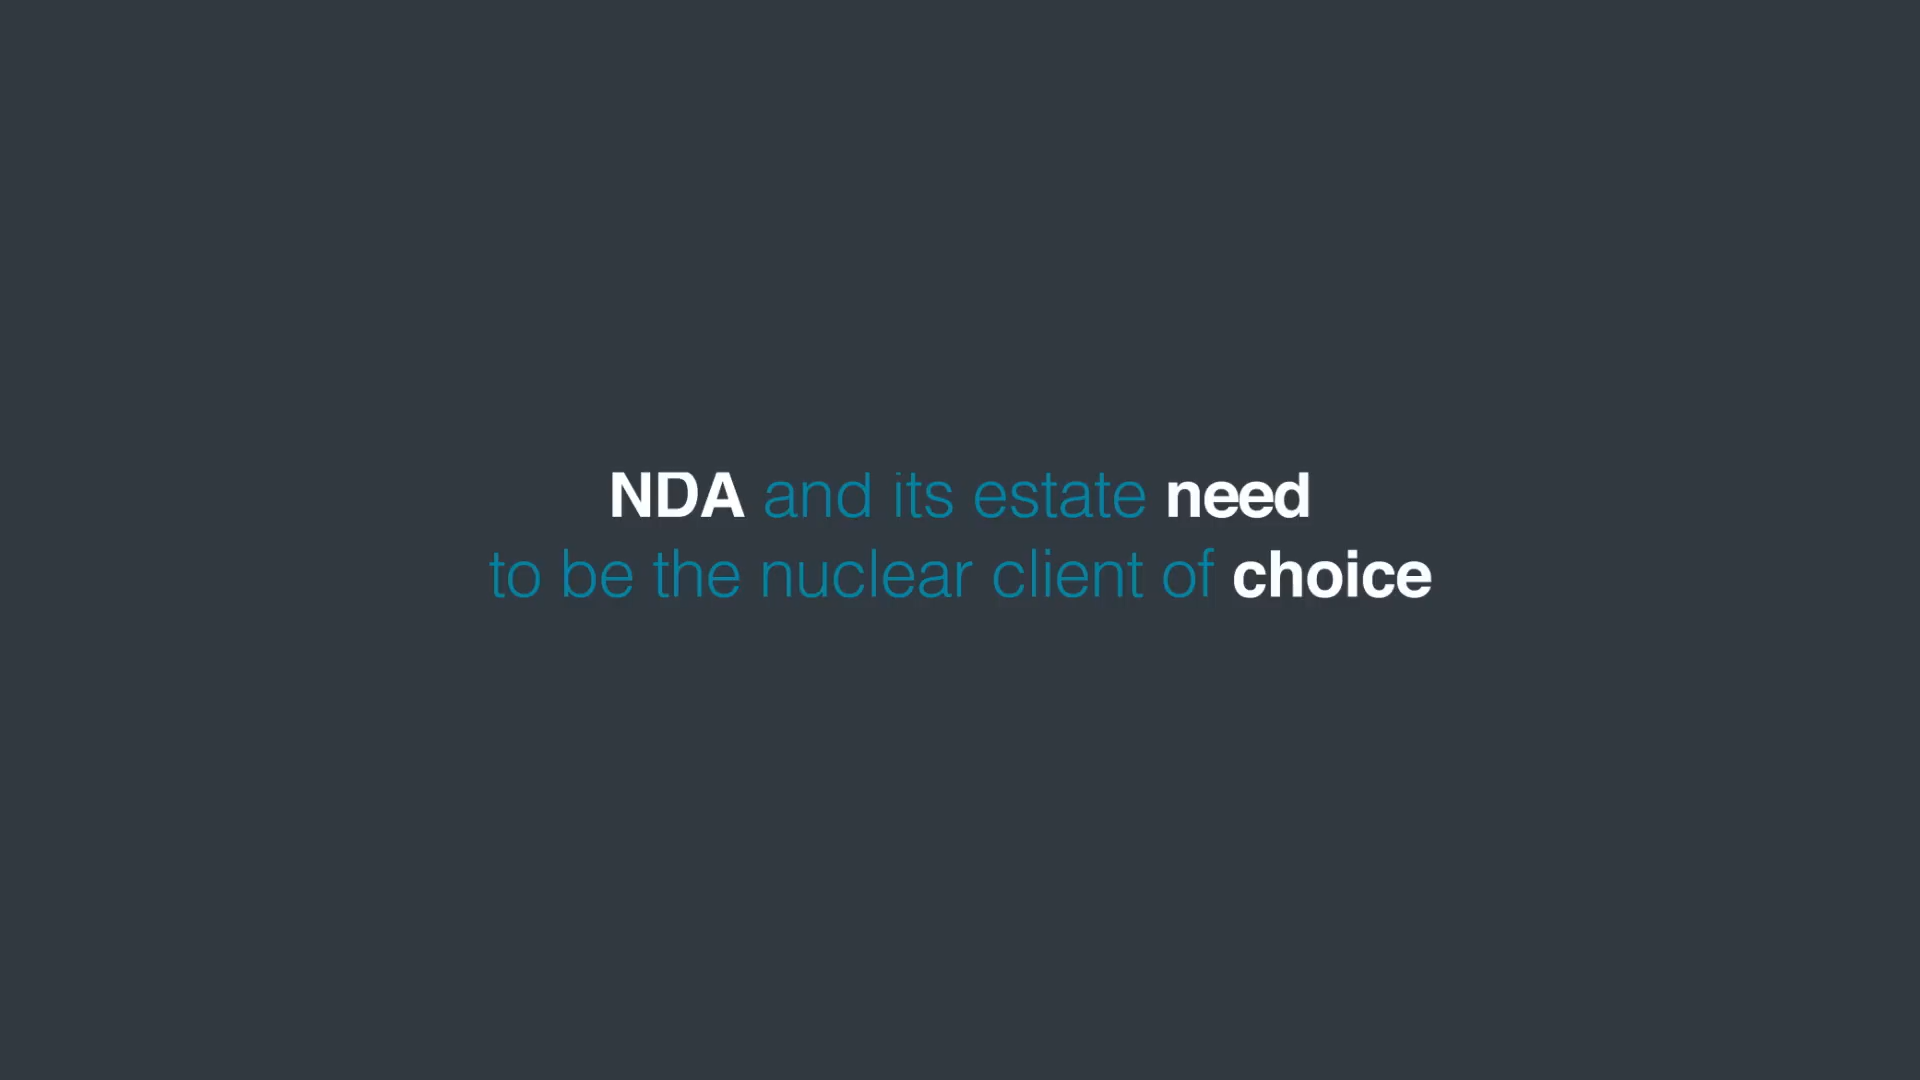 NDA and its estate need
to be the nuclear client of choice